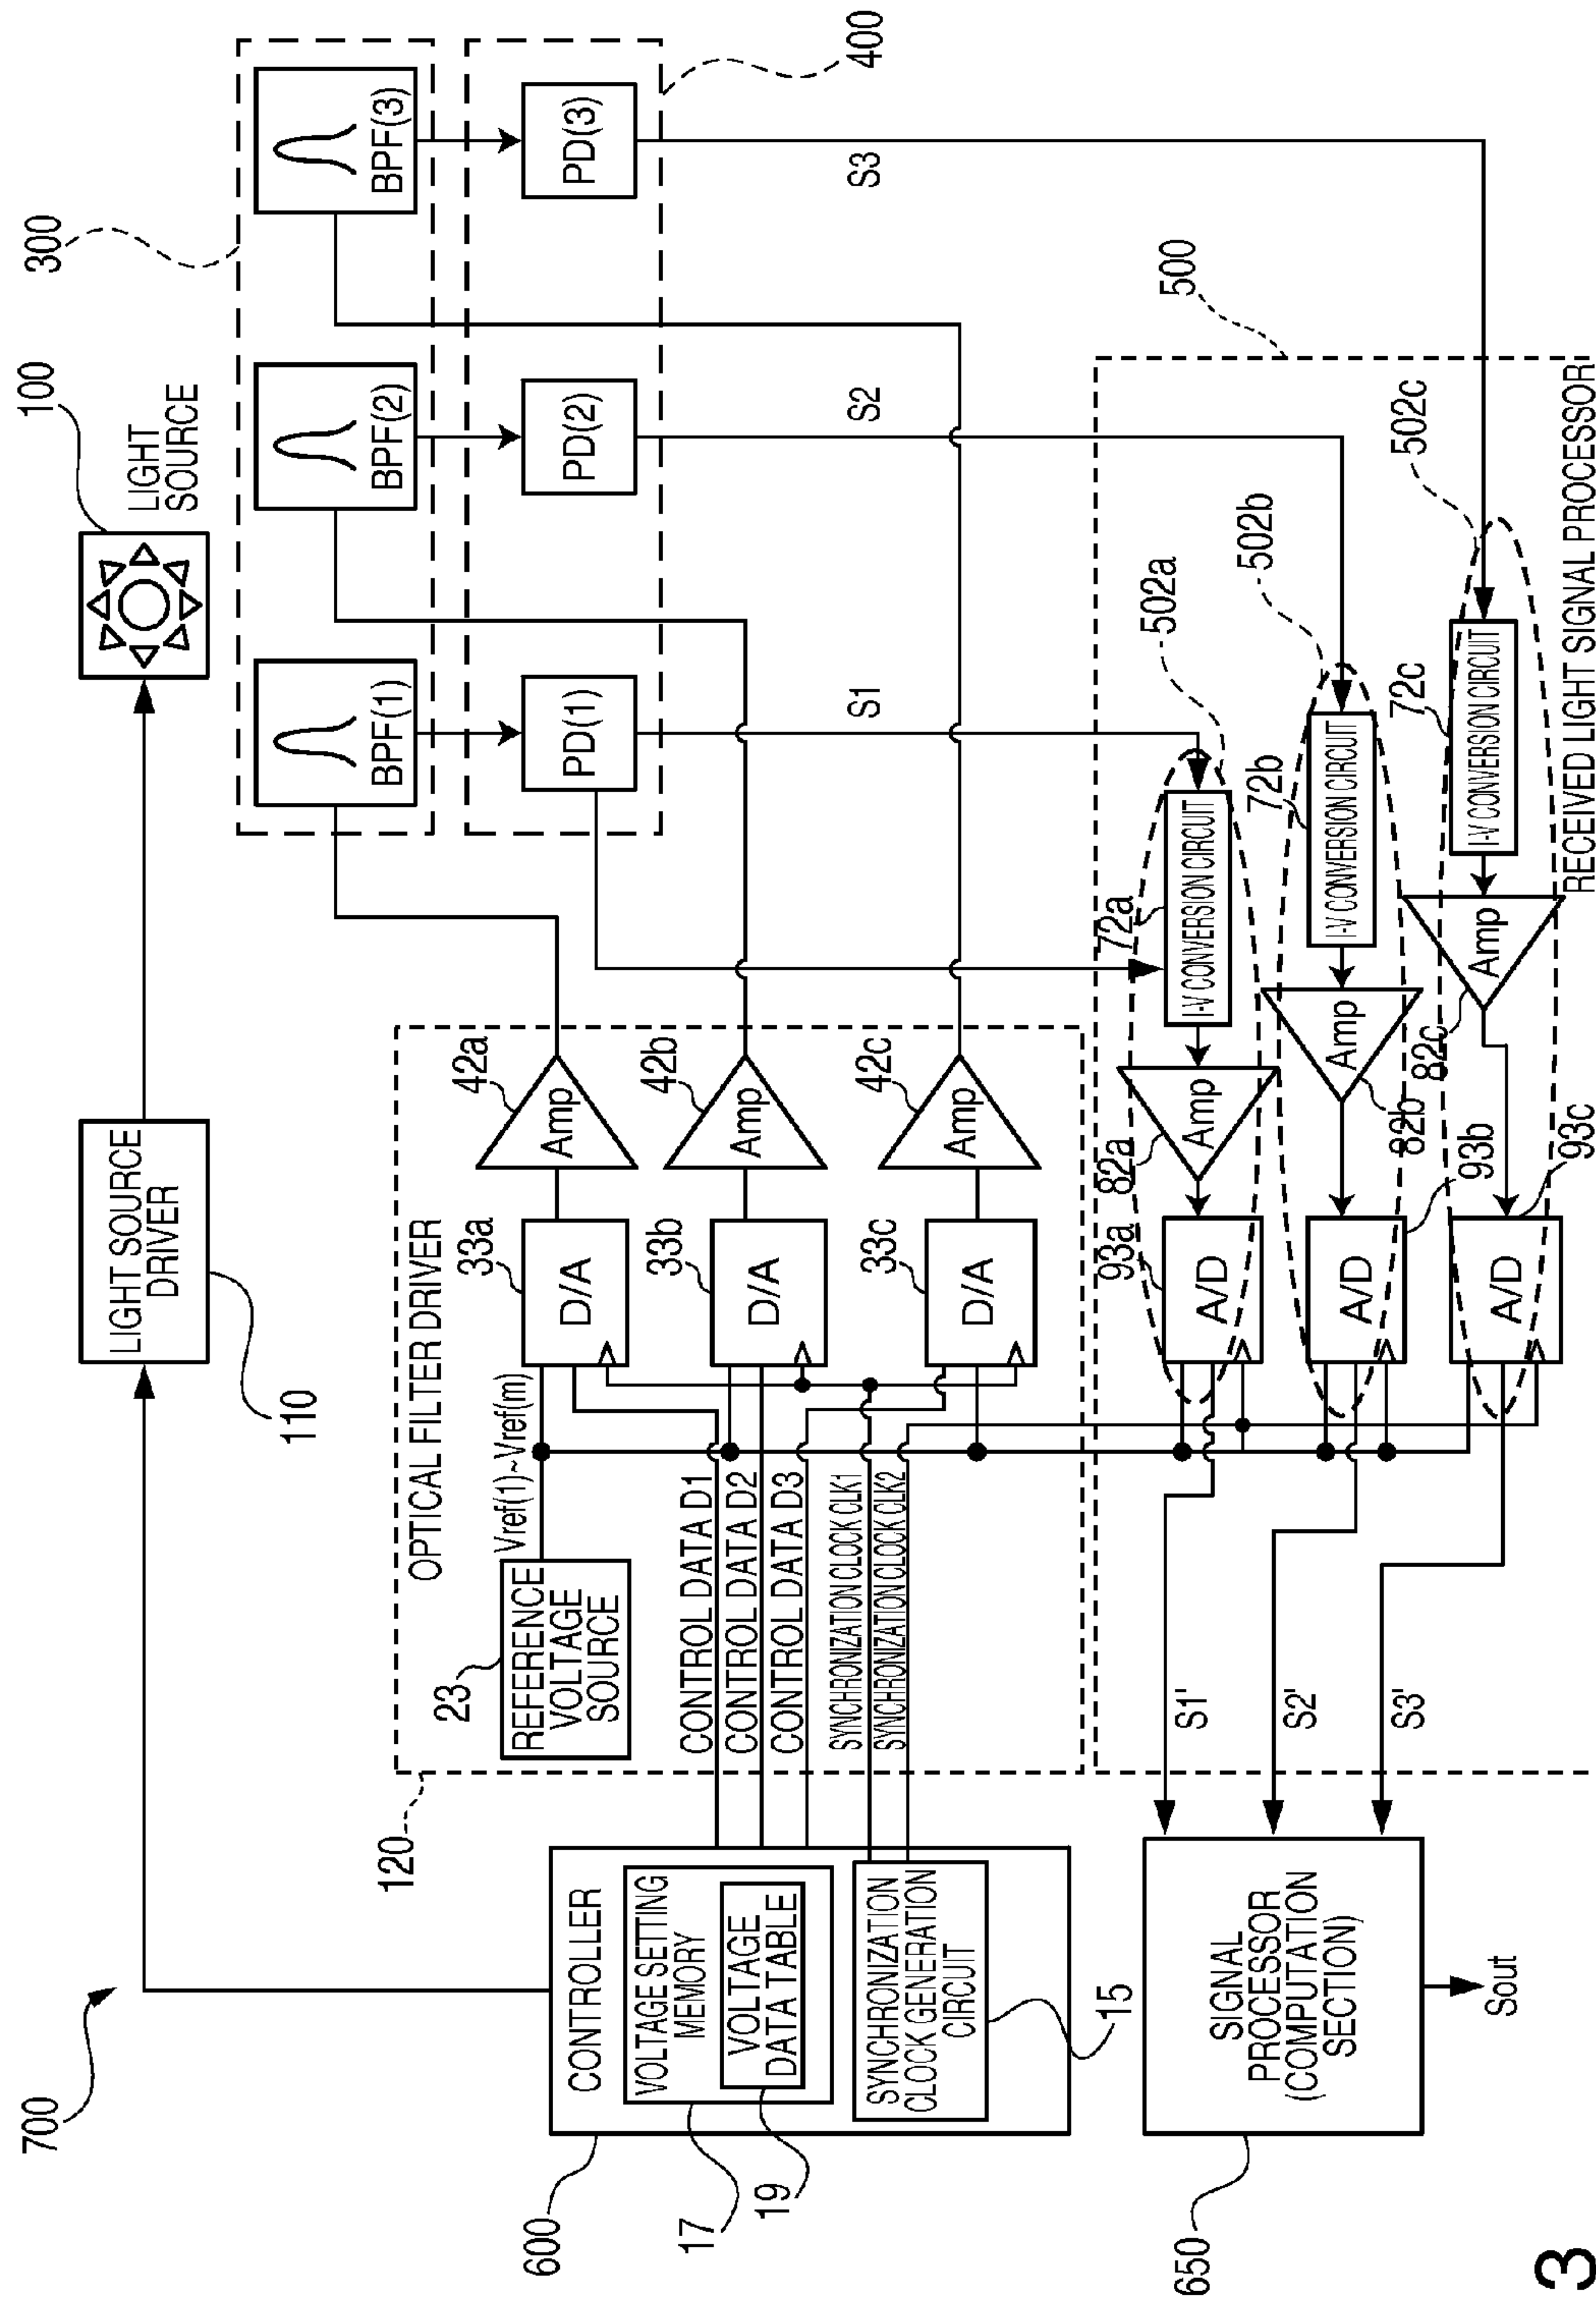 700
100
LIGHT
SOURCE
LIGHT SOURCE
DRIVER
110
300
BPF(1)
BPF(2)
BPF(3)
400
PD(1)
PD(2)
PD(3)
S1
S2
S3
120
OPTICAL FILTER DRIVER
23
REFERENCE
VOLTAGE
SOURCE
Vref(1)~Vref(m)
33a
D/A
42a
Amp
33b
D/A
42b
Amp
33c
D/A
42c
Amp
CONTROL DATA D1
CONTROL DATA D2
CONTROL DATA D3
SYNCHRONIZATION CLOCK CLK1
SYNCHRONIZATION CLOCK CLK2
600
CONTROLLER
VOLTAGE SETTING
MEMORY
VOLTAGE
DATA TABLE
17
19
SYNCHRONIZATION
CLOCK GENERATION
CIRCUIT
15
500
502a
72a
I-V CONVERSION CIRCUIT
82a
Amp
93a
A/D
502b
72b
I-V CONVERSION CIRCUIT
82b
Amp
93b
A/D
502c
72c
I-V CONVERSION CIRCUIT
82c
Amp
93c
A/D
RECEIVED LIGHT SIGNAL PROCESSOR
S1'
S2'
S3'
650
SIGNAL
PROCESSOR
(COMPUTATION
SECTION)
Sout
3